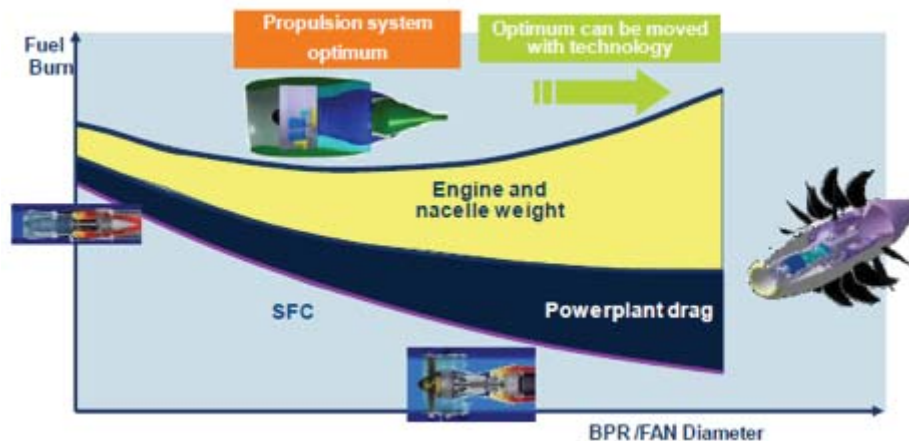 Propulsion system
optimum
Optimum can be moved
with technology
Fuel
Burn
Engine and
nacelle weight
SFC
Powerplant drag
BPR /FAN Diameter